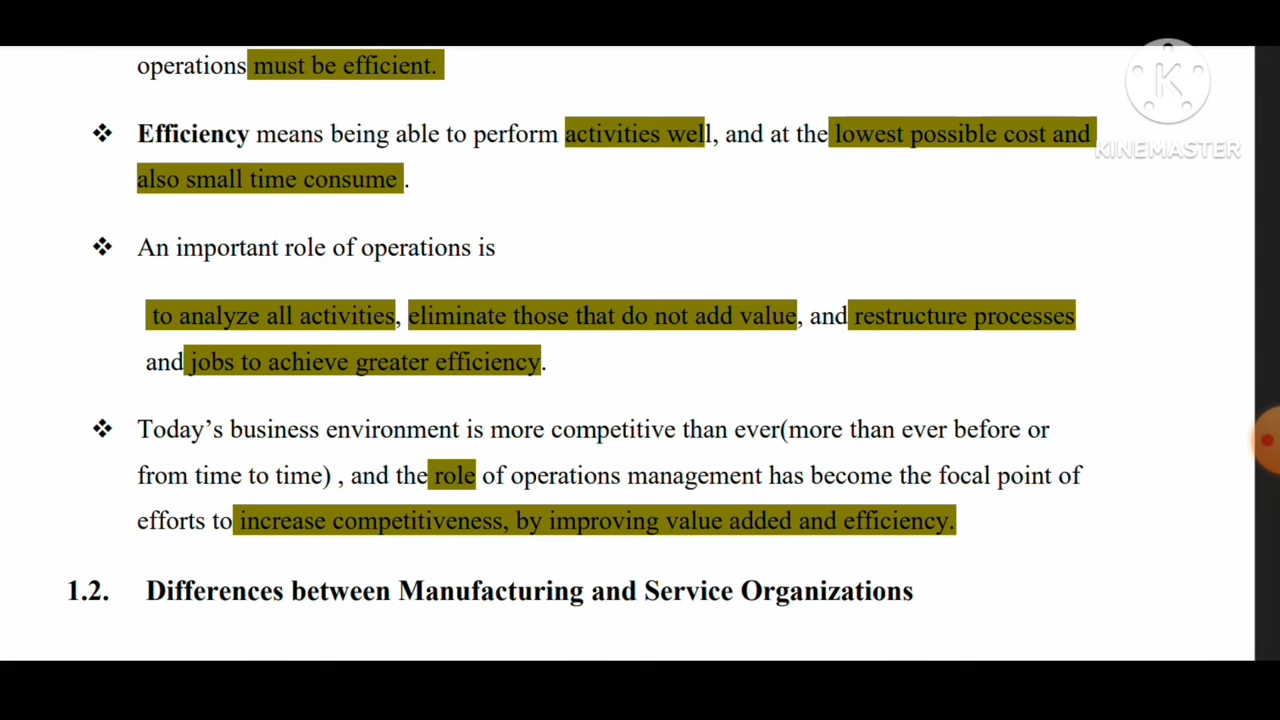 operations must be efficient.
❖ Efficiency means being able to perform activities well, and at the lowest possible cost and
also small time consume .
❖ An important role of operations is
to analyze all activities, eliminate those that do not add value, and restructure processes
and jobs to achieve greater efficiency.
❖ Today’s business environment is more competitive than ever(more than ever before or
from time to time) , and the role of operations management has become the focal point of
efforts to increase competitiveness, by improving value added and efficiency.
1.2. Differences between Manufacturing and Service Organizations
K
KINEMASTER